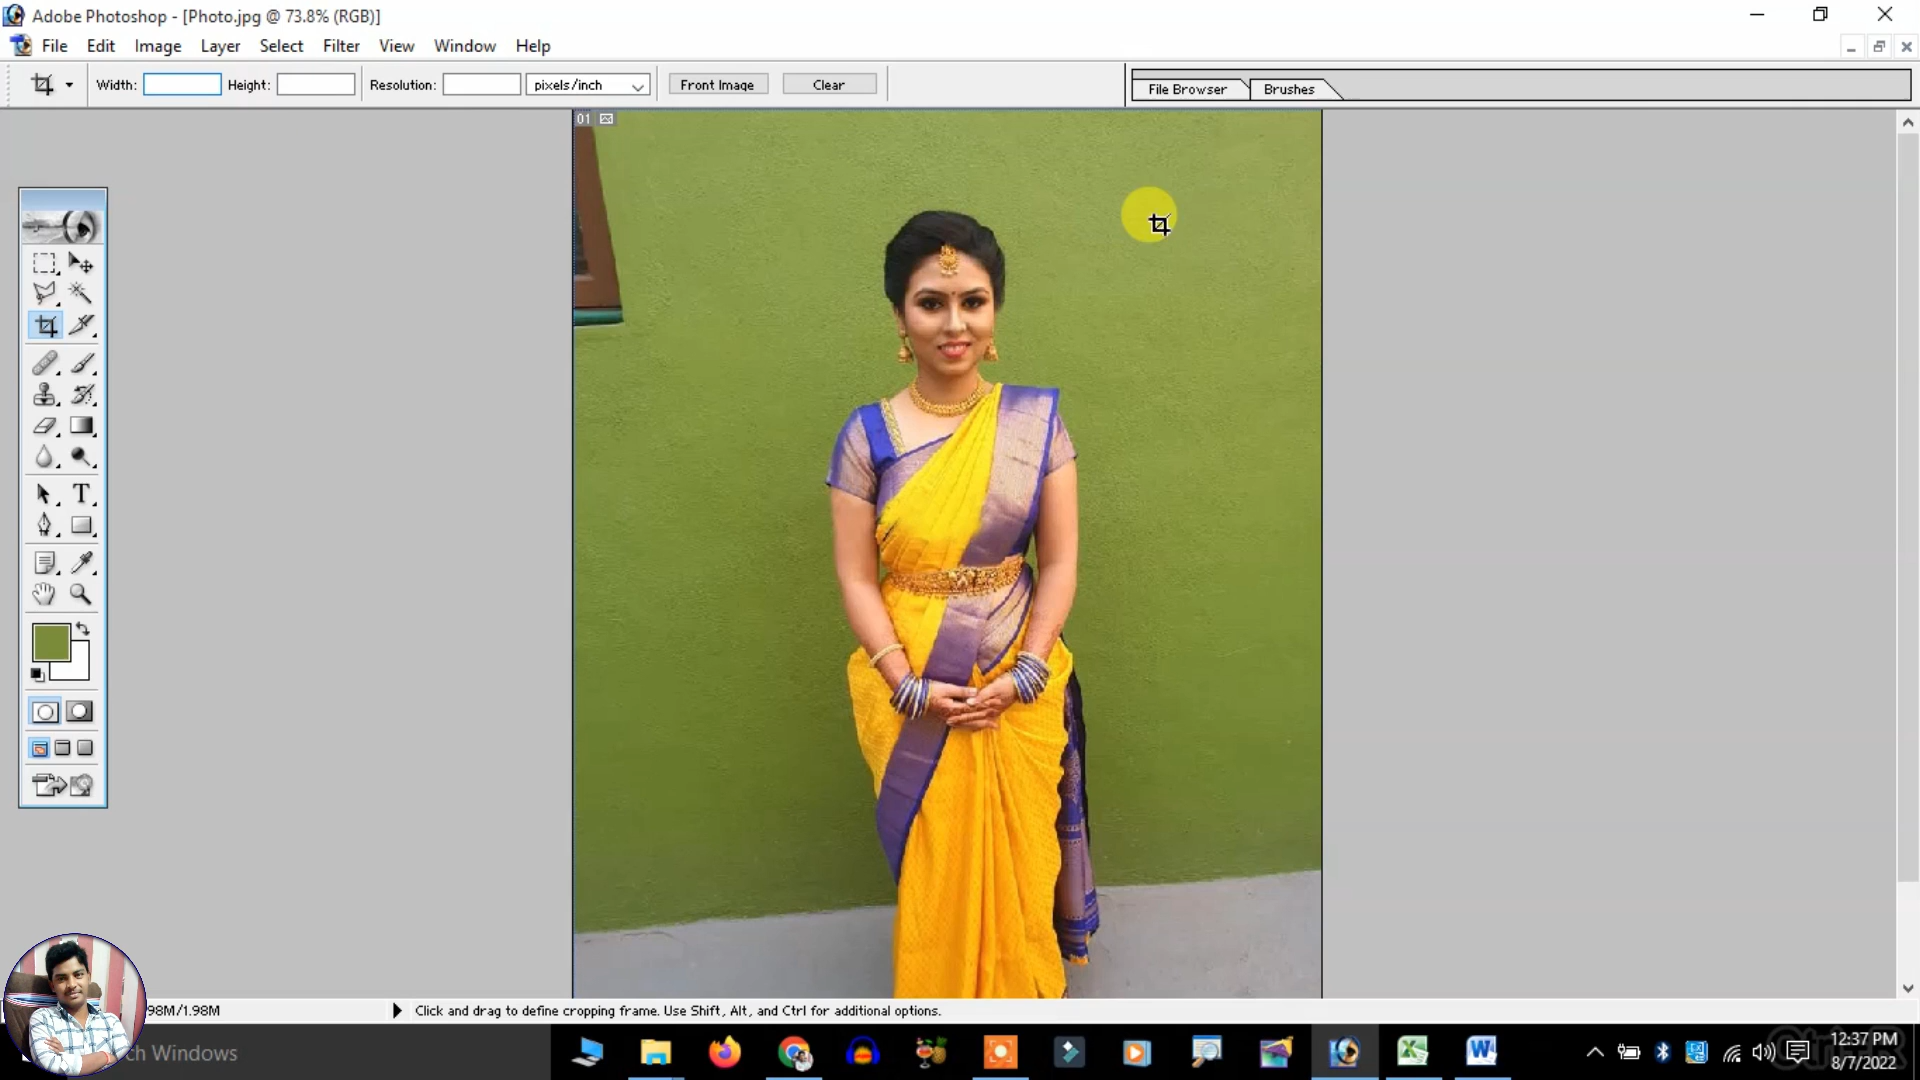 Adobe Photoshop - [Photo.jpg @ 73.8% (RGB)]
File Edit Image Layer Select Filter View Window Help
Width: Height: Resolution: pixels/inch Front Image Clear File Browser Brushes
01
T
98M/1.98M Click and drag to define cropping frame. Use Shift, Alt, and Ctrl for additional options.
ch Windows
12:37 PM
8/7/2022
Ctrl+R